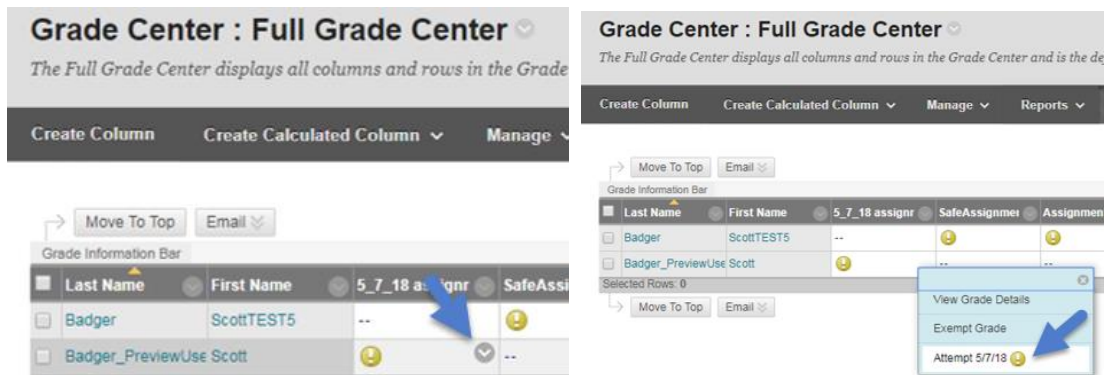 Grade Center : Full Grade Center
The Full Grade Center displays all columns and rows in the Grade
Create Column Create Calculated Column Manage
Move To Top Email
Grade Information Bar
Last Name First Name 5_7_18 assignr SafeAssi
Badger ScottTEST5 --
Badger_PreviewUse Scott --
Grade Center : Full Grade Center
The Full Grade Center displays all columns and rows in the Grade Center and is the de
Create Column Create Calculated Column Manage Reports
Move To Top Email
Grade Information Bar
Last Name First Name 5_7_18 assignr SafeAssignmer Assignmen
Badger ScottTEST5 --
Badger_PreviewUse Scott -- --
Selected Rows: 0
Move To Top Email
View Grade Details
Exempt Grade
Attempt 5/7/18